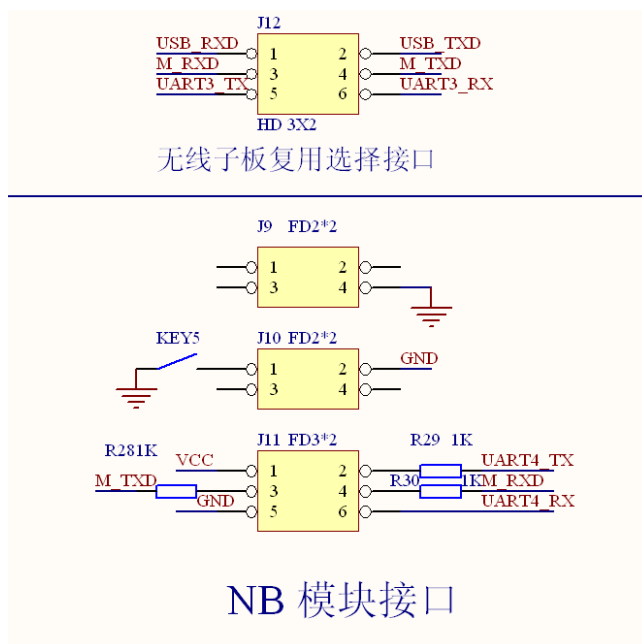 J12
USB_RXD 1 2 USB_TXD
M_RXD 3 4 M_TXD
UART3_TX 5 6 UART3_RX
HD 3X2
无线子板复用选择接口
J9 FD2*2
1 2
3 4
KEY5 J10 FD2*2
1 2 GND
3 4
R281K J11 FD3*2 R29 1K
VCC 1 2 UART4_TX
M_TXD 3 4 R30 1K M_RXD
GND 5 6 UART4_RX
NB 模块接口